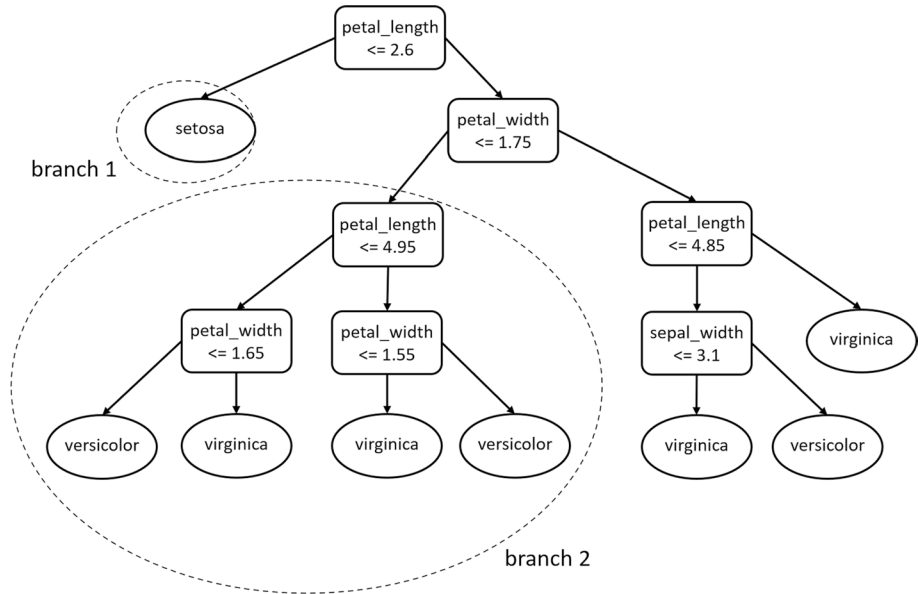 petal_length
<= 2.6
setosa
branch 1
petal_width
<= 1.75
petal_length
<= 4.95
petal_length
<= 4.85
petal_width
<= 1.65
petal_width
<= 1.55
sepal_width
<= 3.1
virginica
versicolor
virginica
virginica
versicolor
virginica
versicolor
branch 2